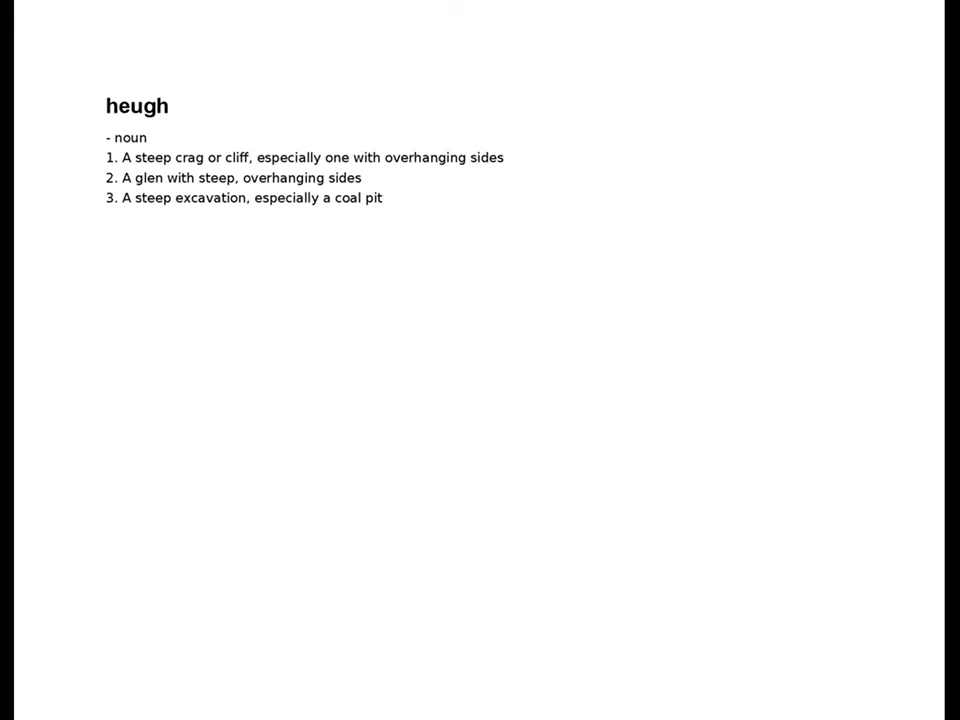 heugh
- noun
1. A steep crag or cliff, especially one with overhanging sides
2. A glen with steep, overhanging sides
3. A steep excavation, especially a coal pit